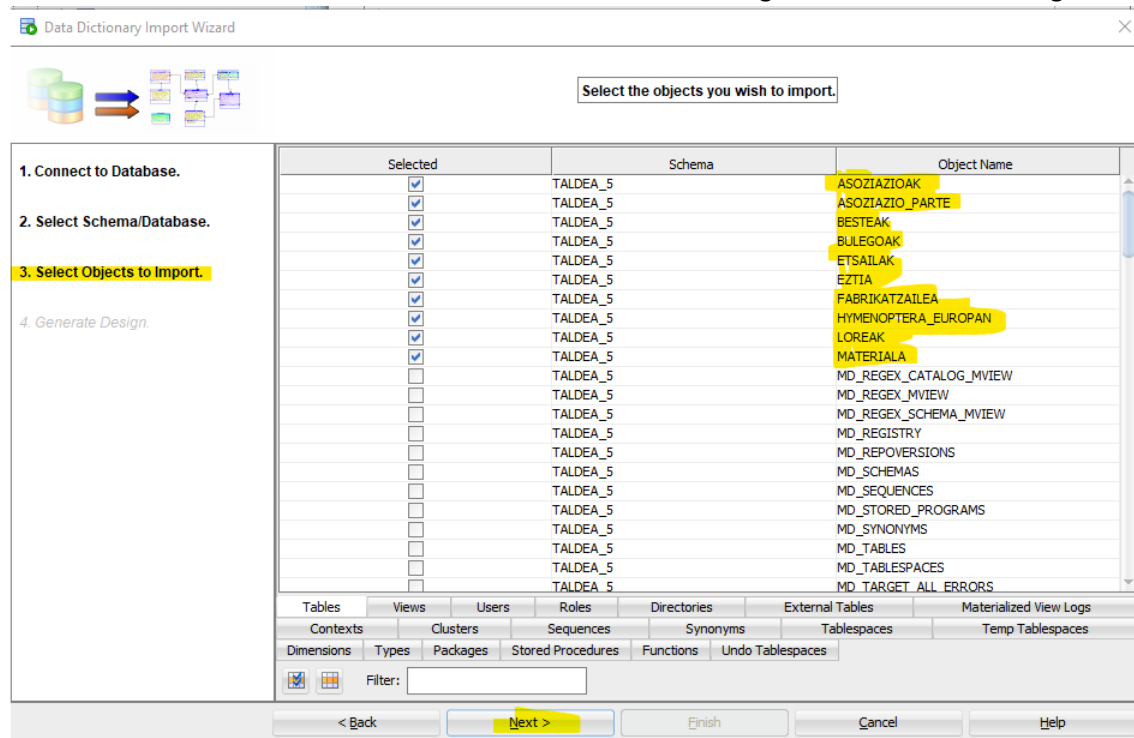 Data Dictionary Import Wizard
Select the objects you wish to import.
1. Connect to Database.
2. Select Schema/Database.
3. Select Objects to Import.
4. Generate Design.
Selected Schema Object Name
TALDEA_5 ASOZIAZIOAK
TALDEA_5 ASOZIAZIO_PARTE
TALDEA_5 BESTEAK
TALDEA_5 BULEGOAK
TALDEA_5 ETSAILAK
TALDEA_5 EZTIA
TALDEA_5 FABRIKATZAILEA
TALDEA_5 HYMENOPTERA_EUROPAN
TALDEA_5 LOREAK
TALDEA_5 MATERIALA
TALDEA_5 MD_REGEX_CATALOG_MVIEW
TALDEA_5 MD_REGEX_MVIEW
TALDEA_5 MD_REGEX_SCHEMA_MVIEW
TALDEA_5 MD_REGISTRY
TALDEA_5 MD_REPOVERSIONS
TALDEA_5 MD_SCHEMAS
TALDEA_5 MD_SEQUENCES
TALDEA_5 MD_STORED_PROGRAMS
TALDEA_5 MD_SYNONYMS
TALDEA_5 MD_TABLES
TALDEA_5 MD_TABLESPACES
TALDEA_5 MD_TARGET_ALL_ERRORS
Tables Views Users Roles Directories External Tables Materialized View Logs
Contexts Clusters Sequences Synonyms Tablespaces Temp Tablespaces
Dimensions Types Packages Stored Procedures Functions Undo Tablespaces
Filter:
< Back Next > Finish Cancel Help